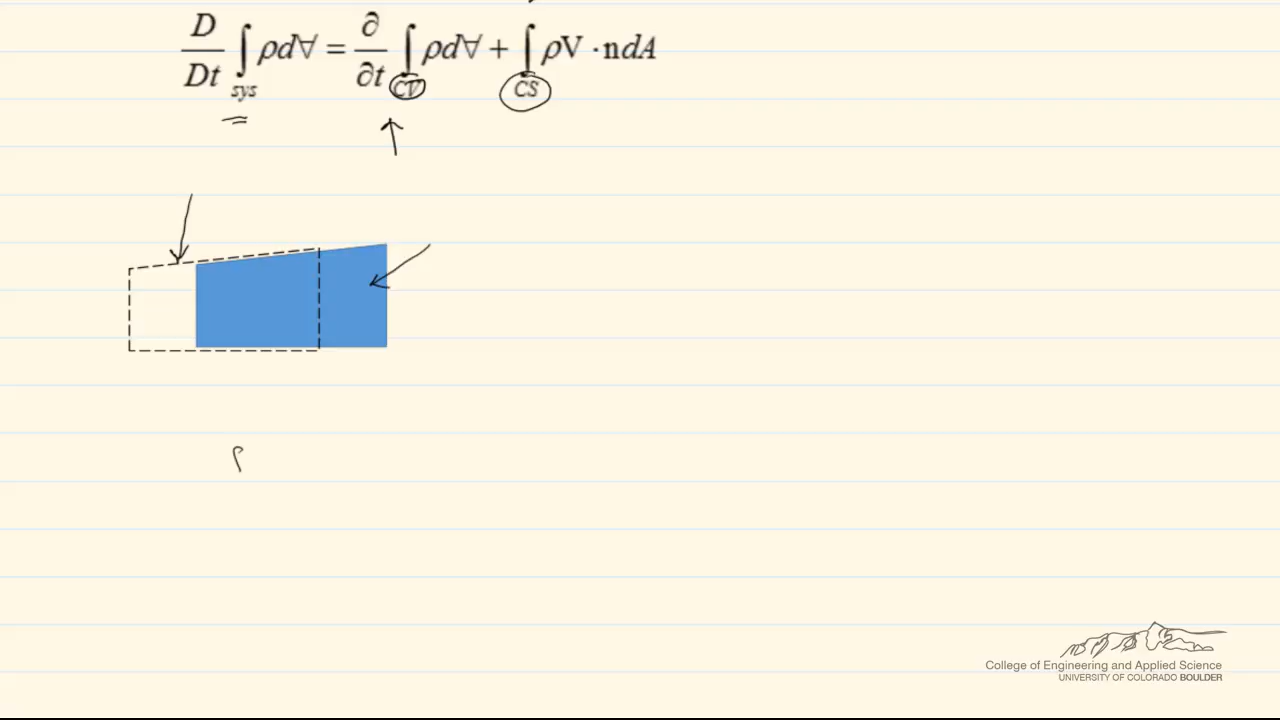 D/Dt ∫sys ρd∀ = ∂/∂t ∫CV ρd∀ + ∫CS ρV · ndA
College of Engineering and Applied Science
UNIVERSITY OF COLORADO BOULDER